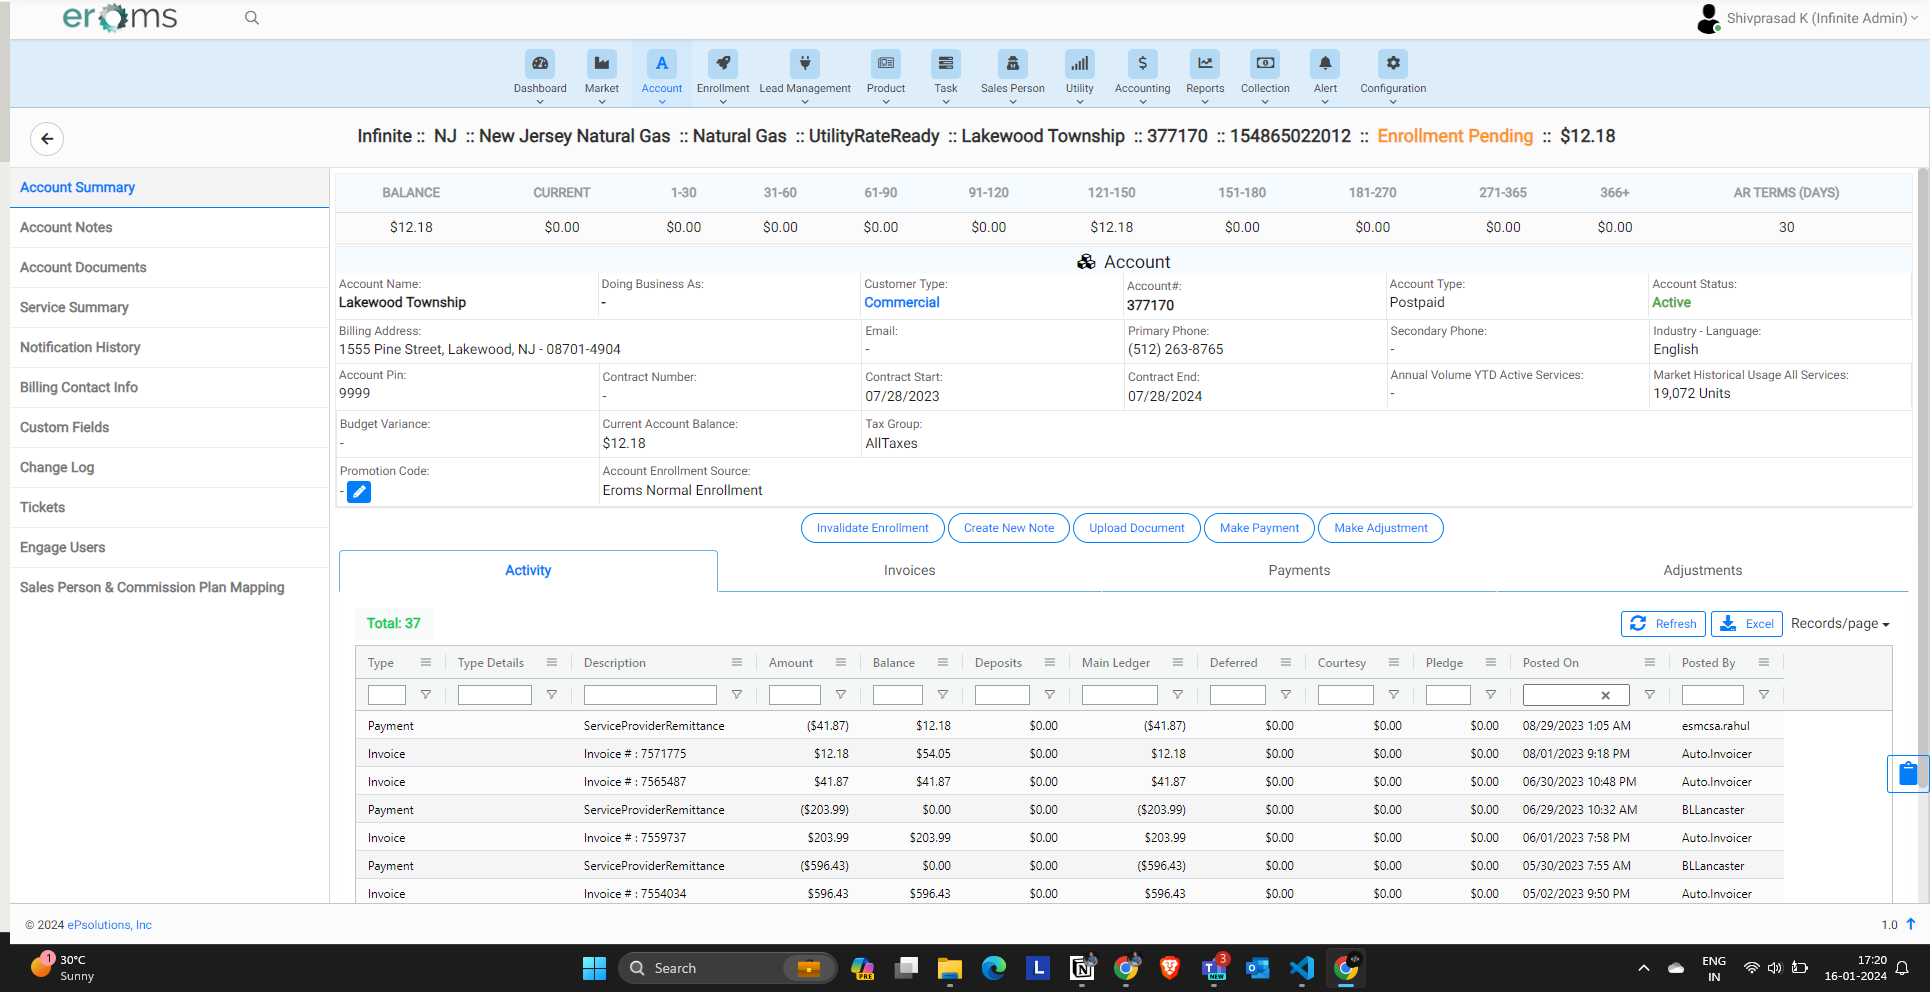 eroms
Shivprasad K (Infinite Admin)
Dashboard Market Account Enrollment Lead Management Product Task Sales Person Utility Accounting Reports Collection Alert Configuration
Infinite :: NJ :: New Jersey Natural Gas :: Natural Gas :: UtilityRateReady :: Lakewood Township :: 377170 :: 154865022012 :: Enrollment Pending :: $12.18
Account Summary
Account Notes
Account Documents
Service Summary
Notification History
Billing Contact Info
Custom Fields
Change Log
Tickets
Engage Users
Sales Person & Commission Plan Mapping
BALANCE CURRENT 1-30 31-60 61-90 91-120 121-150 151-180 181-270 271-365 366+ AR TERMS (DAYS)
$12.18 $0.00 $0.00 $0.00 $0.00 $0.00 $12.18 $0.00 $0.00 $0.00 $0.00 30
Account
Account Name: Doing Business As: Customer Type: Account#: Account Type: Account Status:
Lakewood Township - Commercial 377170 Postpaid Active
Billing Address: Email: Primary Phone: Secondary Phone: Industry - Language:
1555 Pine Street, Lakewood, NJ - 08701-4904 - (512) 263-8765 - English
Account Pin: Contract Number: Contract Start: Contract End: Annual Volume YTD Active Services: Market Historical Usage All Services:
9999 - 07/28/2023 07/28/2024 - 19,072 Units
Budget Variance: Current Account Balance: Tax Group:
- $12.18 AllTaxes
Promotion Code: Account Enrollment Source:
- Eroms Normal Enrollment
Invalidate Enrollment Create New Note Upload Document Make Payment Make Adjustment
Activity Invoices Payments Adjustments
Total: 37 Refresh Excel Records/page
Type Type Details Description Amount Balance Deposits Main Ledger Deferred Courtesy Pledge Posted On Posted By
Payment ServiceProviderRemittance ($41.87) $12.18 $0.00 ($41.87) $0.00 $0.00 $0.00 08/29/2023 1:05 AM esmcsa.rahul
Invoice Invoice # : 7571775 $12.18 $54.05 $0.00 $12.18 $0.00 $0.00 $0.00 08/01/2023 9:18 PM Auto.Invoicer
Invoice Invoice # : 7565487 $41.87 $41.87 $0.00 $41.87 $0.00 $0.00 $0.00 06/30/2023 10:48 PM Auto.Invoicer
Payment ServiceProviderRemittance ($203.99) $0.00 $0.00 ($203.99) $0.00 $0.00 $0.00 06/29/2023 10:32 AM BLLancaster
Invoice Invoice # : 7559737 $203.99 $203.99 $0.00 $203.99 $0.00 $0.00 $0.00 06/01/2023 7:58 PM Auto.Invoicer
Payment ServiceProviderRemittance ($596.43) $0.00 $0.00 ($596.43) $0.00 $0.00 $0.00 05/30/2023 7:55 AM BLLancaster
Invoice Invoice # : 7554034 $596.43 $596.43 $0.00 $596.43 $0.00 $0.00 $0.00 05/02/2023 9:50 PM Auto.Invoicer
© 2024 ePsolutions, Inc 1.0
1
30°C
Sunny
Search
PRE
L
3
NEW
ENG
IN
17:20
16-01-2024